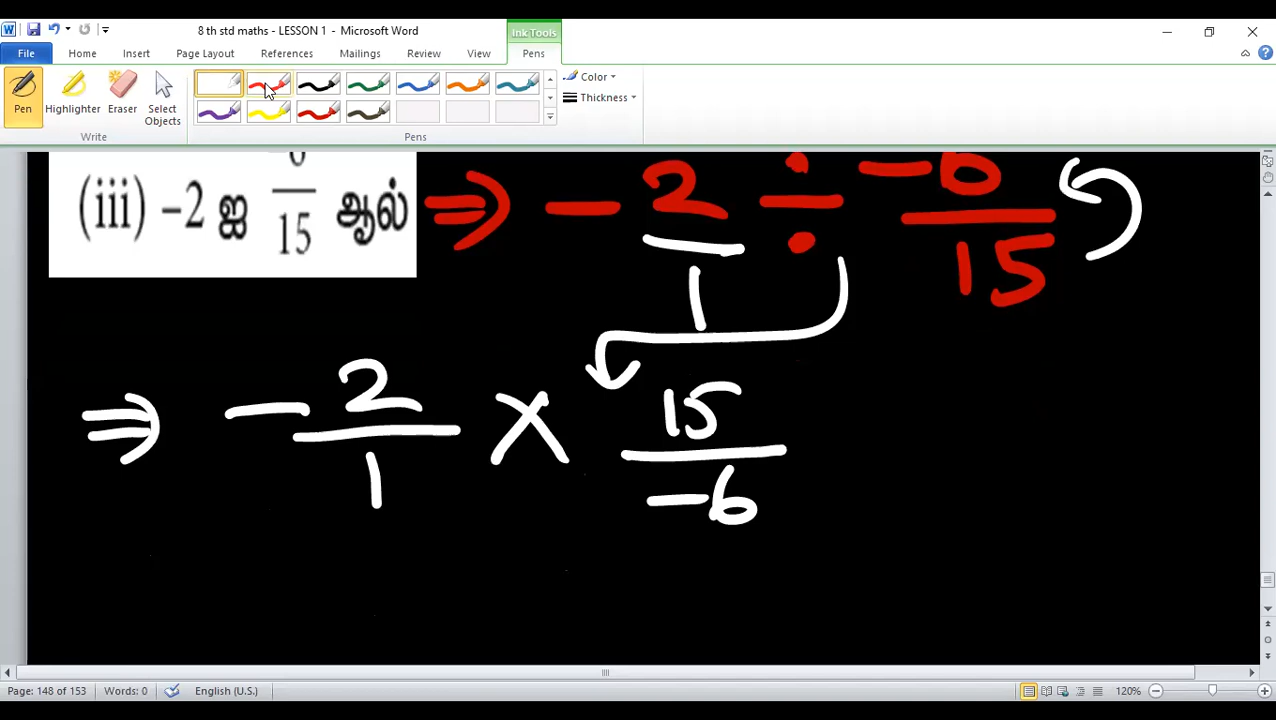 8 th std maths - LESSON 1 - Microsoft Word
Ink Tools
File Home Insert Page Layout References Mailings Review View Pens
Pen Highlighter Eraser Select Objects
Color
Thickness
Write Pens
(iii) -2 ஐ -6/15 ஆல் ⇒ - 2/1 ÷ -6/15
⇒ - 2/1 × 15/-6
Page: 148 of 153 Words: 0 English (U.S.) 120%